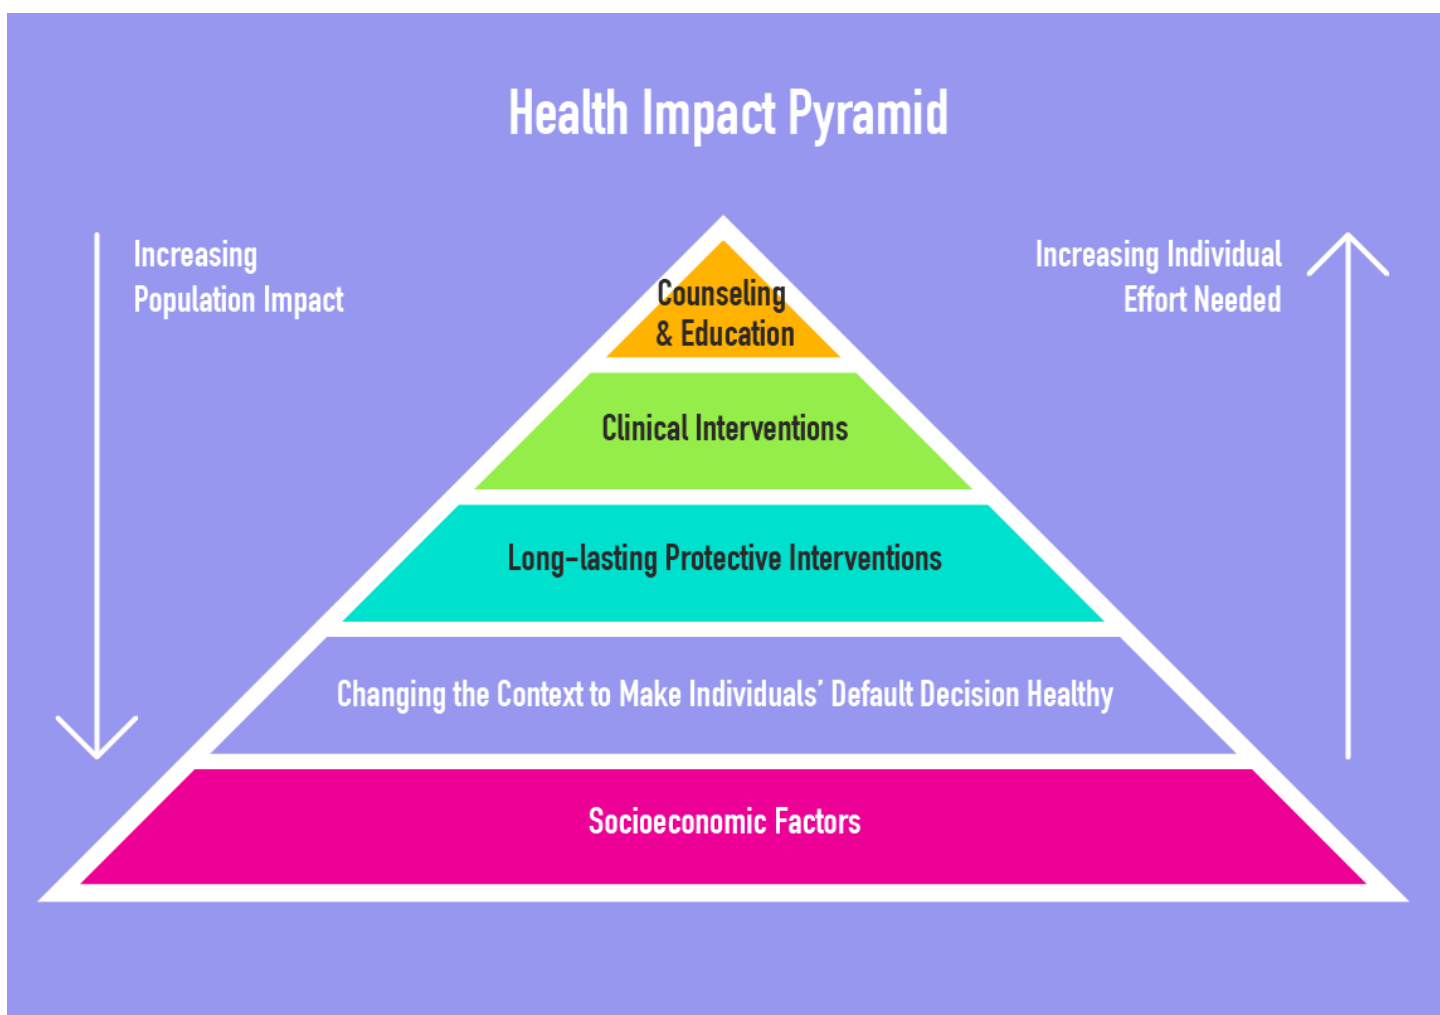 Health Impact Pyramid
Increasing
Population Impact
Increasing Individual
Effort Needed
Counseling
& Education
Clinical Interventions
Long-lasting Protective Interventions
Changing the Context to Make Individuals’ Default Decision Healthy
Socioeconomic Factors